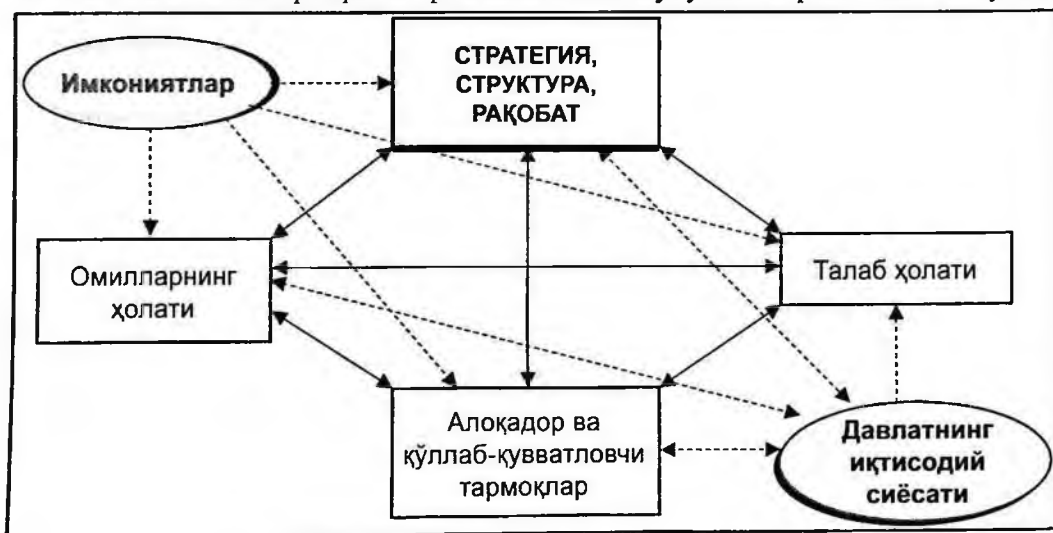 Имкониятлар
СТРАТЕГИЯ,
СТРУКТУРА,
РАҚОБАТ
Омилларнинг
ҳолати
Талаб ҳолати
Алоқадор ва
қўллаб-қувватловчи
тармоқлар
Давлатнинг
иқтисодий
сиёсати